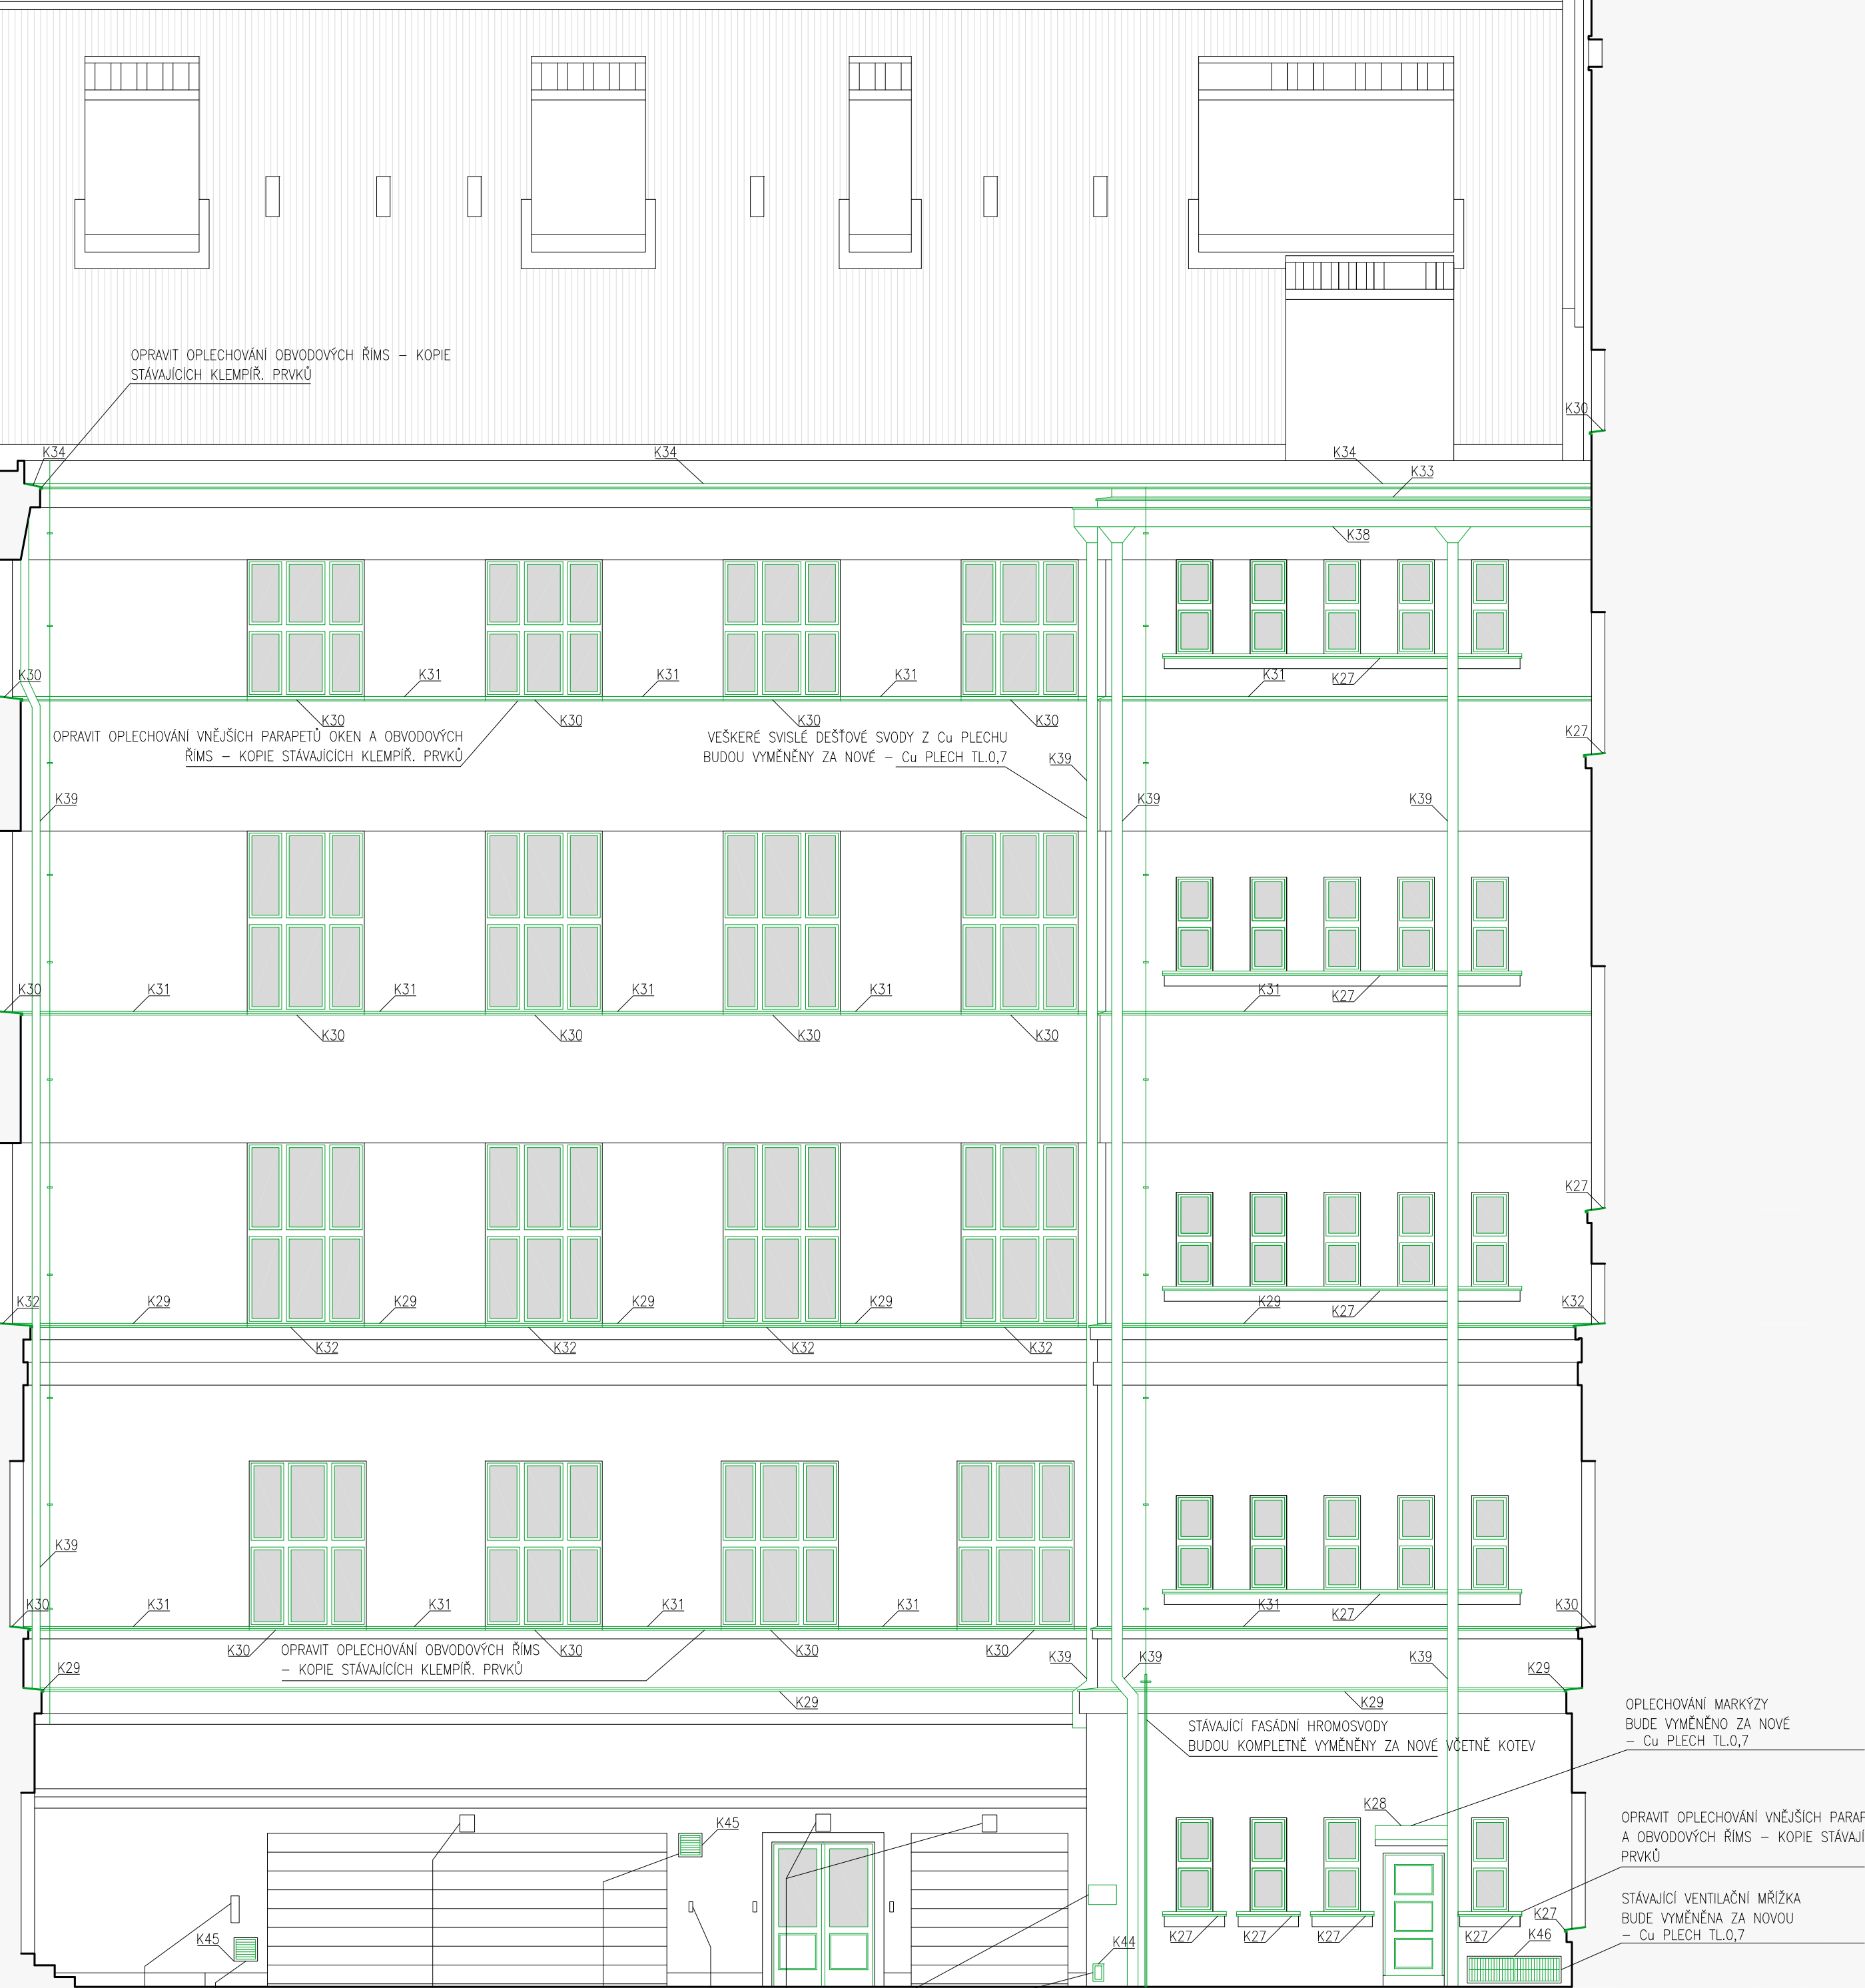 OPRAVIT OPLECHOVÁNÍ OBVODOVÝCH ŘÍMS – KOPIE
STÁVAJÍCÍCH KLEMPÍŘ. PRVKŮ
K30
K34
K34
K34
K33
K38
K30
K31
K31
K31
K31
K27
K30
K30
K30
K30
OPRAVIT OPLECHOVÁNÍ VNĚJŠÍCH PARAPETŮ OKEN A OBVODOVÝCH
ŘÍMS – KOPIE STÁVAJÍCÍCH KLEMPÍŘ. PRVKŮ
VEŠKERÉ SVISLÉ DEŠŤOVÉ SVODY Z Cu PLECHU
BUDOU VYMĚNĚNY ZA NOVÉ – Cu PLECH TL.0,7
K27
K39
K39
K39
K39
K30
K31
K31
K31
K31
K31
K27
K30
K30
K30
K30
K27
K32
K29
K29
K29
K29
K29
K27
K32
K32
K32
K32
K32
K39
K30
K31
K31
K31
K31
K31
K27
K30
K30
K30
K30
K30
OPRAVIT OPLECHOVÁNÍ OBVODOVÝCH ŘÍMS
– KOPIE STÁVAJÍCÍCH KLEMPÍŘ. PRVKŮ
K39
K39
K39
K29
K29
K29
K29
STÁVAJÍCÍ FASÁDNÍ HROMOSVODY
BUDOU KOMPLETNĚ VYMĚNĚNY ZA NOVÉ VČETNĚ KOTEV
OPLECHOVÁNÍ MARKÝZY
BUDE VYMĚNĚNO ZA NOVÉ
– Cu PLECH TL.0,7
K28
K45
OPRAVIT OPLECHOVÁNÍ VNĚJŠÍCH
A OBVODOVÝCH ŘÍMS – KOPIE
PRVKŮ
STÁVAJÍCÍ VENTILAČNÍ MŘÍŽKA
BUDE VYMĚNĚNA ZA NOVOU
– Cu PLECH TL.0,7
K27
K45
K44
K27
K27
K27
K27
K46